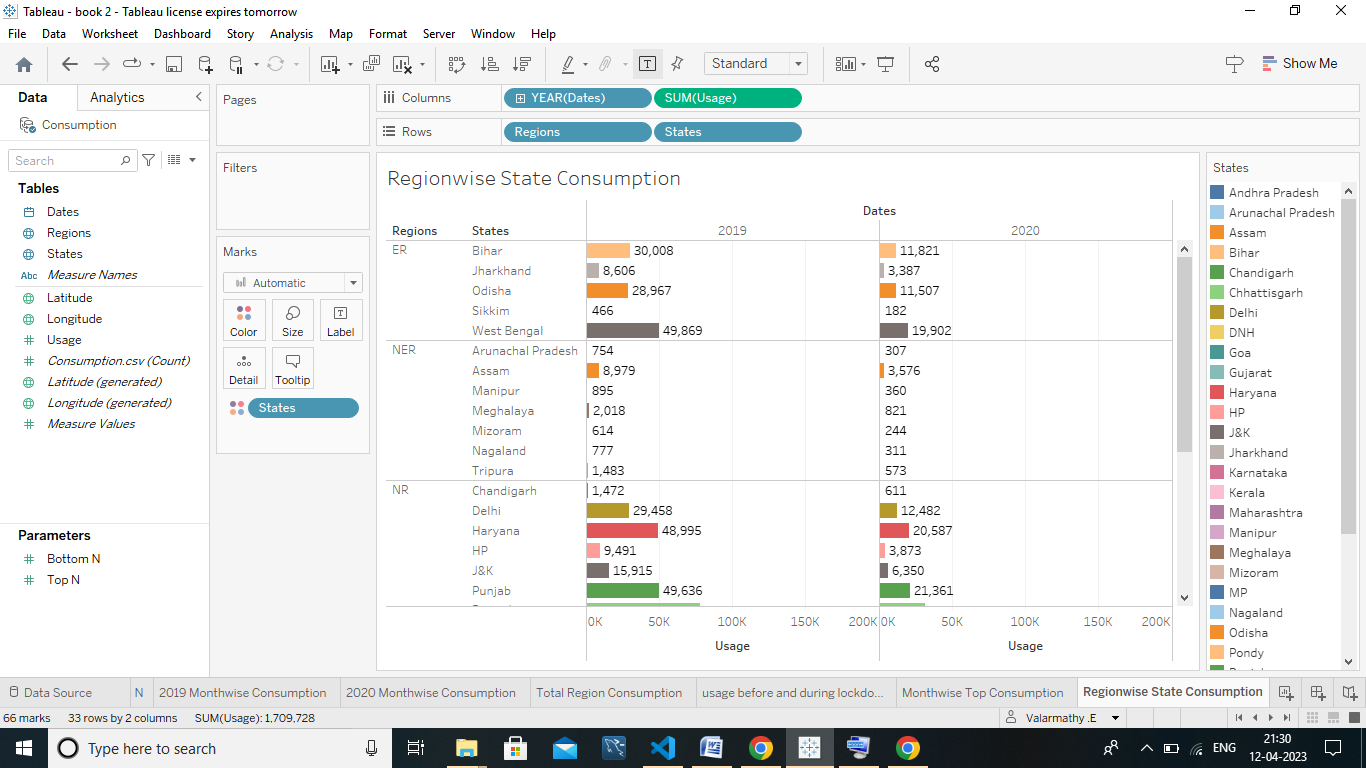 Tableau - book 2 - Tableau license expires tomorrow
File Data Worksheet Dashboard Story Analysis Map Format Server Window Help
Standard
Show Me
Data Analytics
Consumption
Search
Tables
Dates
Regions
States
Abc Measure Names
Latitude
Longitude
Usage
Consumption.csv (Count)
Latitude (generated)
Longitude (generated)
Measure Values
Parameters
Bottom N
Top N
Pages
Filters
Marks
Automatic
Color Size Label
Detail Tooltip
States
Columns YEAR(Dates) SUM(Usage)
Rows Regions States
Regionwise State Consumption
Dates
Regions States 2019 2020
ER Bihar 30,008 11,821
Jharkhand 8,606 3,387
Odisha 28,967 11,507
Sikkim 466 182
West Bengal 49,869 19,902
NER Arunachal Pradesh 754 307
Assam 8,979 3,576
Manipur 895 360
Meghalaya 2,018 821
Mizoram 614 244
Nagaland 777 311
Tripura 1,483 573
NR Chandigarh 1,472 611
Delhi 29,458 12,482
Haryana 48,995 20,587
HP 9,491 3,873
J&K 15,915 6,350
Punjab 49,636 21,361
0K 50K 100K 150K 200K 0K 50K 100K 150K 200K
Usage Usage
States
Andhra Pradesh
Arunachal Pradesh
Assam
Bihar
Chandigarh
Chhattisgarh
Delhi
DNH
Goa
Gujarat
Haryana
HP
J&K
Jharkhand
Karnataka
Kerala
Maharashtra
Manipur
Meghalaya
Mizoram
MP
Nagaland
Odisha
Pondy
Data Source N 2019 Monthwise Consumption 2020 Monthwise Consumption Total Region Consumption usage before and during lockdo... Monthwise Top Consumption Regionwise State Consumption
66 marks 33 rows by 2 columns SUM(Usage): 1,709,728 Valarmathy .E
Type here to search
ENG
21:30
12-04-2023